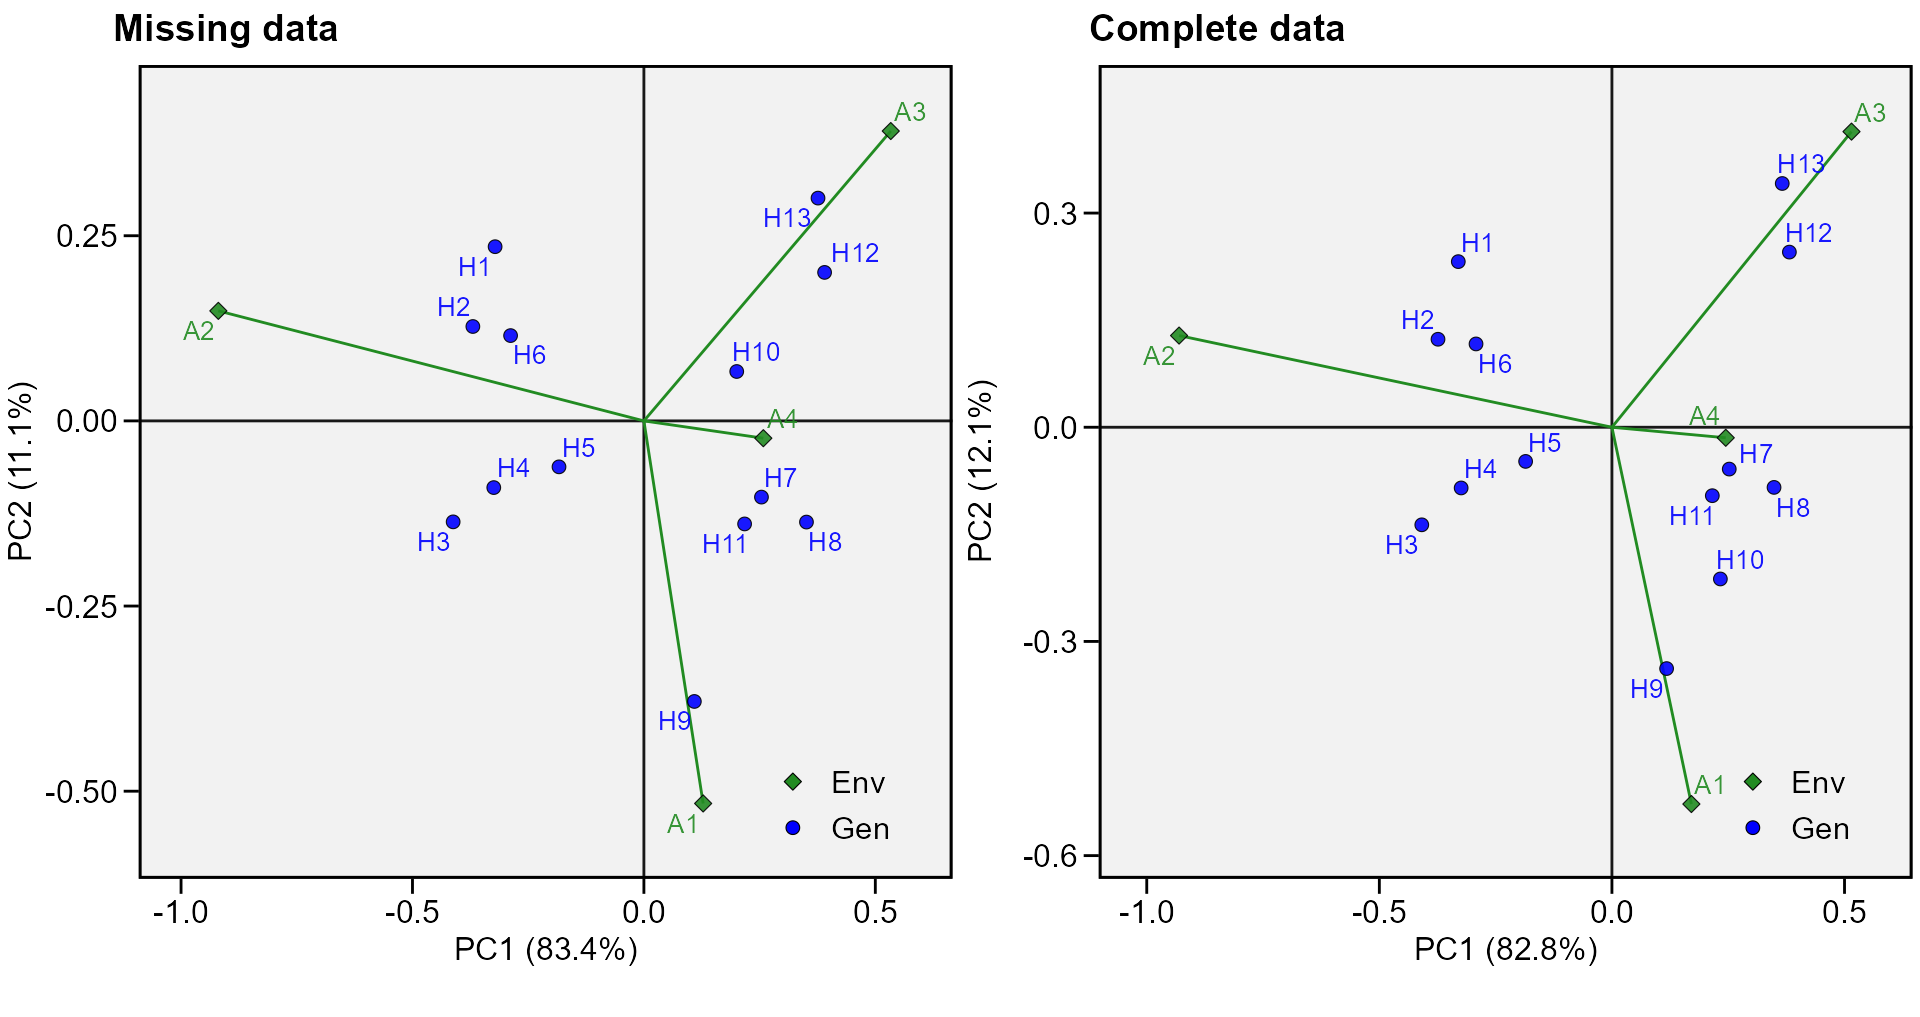 Missing data
A3
H13
H12
H1
H2
A2
H6
H10
A4
H5
H4
H7
H3
H11
H8
H9
A1
Env
Gen
0.25
0.00
-0.25
-0.50
-1.0
-0.5
0.0
0.5
PC1 (83.4%)
PC2 (11.1%)
Complete data
A3
H13
H12
H1
H2
A2
H6
A4
H5
H7
H4
H8
H11
H3
H10
H9
A1
Env
Gen
0.3
0.0
-0.3
-0.6
-1.0
-0.5
0.0
0.5
PC1 (82.8%)
PC2 (12.1%)